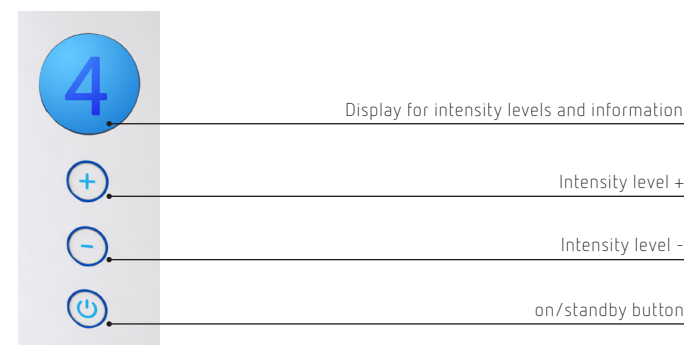 4
Display for intensity levels and information
+
Intensity level +
-
Intensity level -
on/standby button